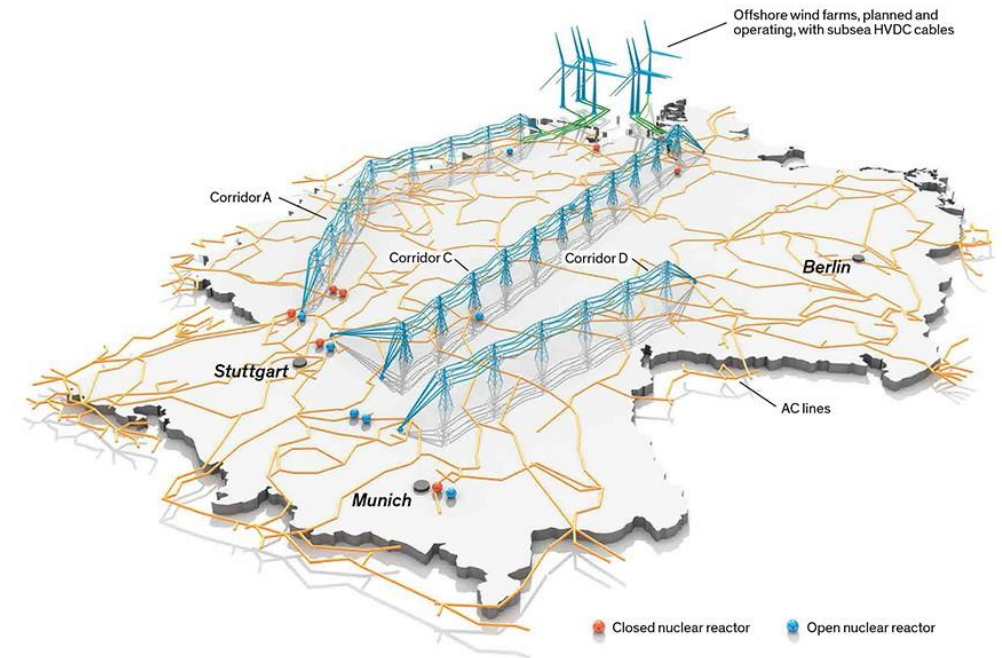 Offshore wind farms, planned and
operating, with subsea HVDC cables
Corridor A
Corridor C
Corridor D
Berlin
Stuttgart
AC lines
Munich
Closed nuclear reactor
Open nuclear reactor